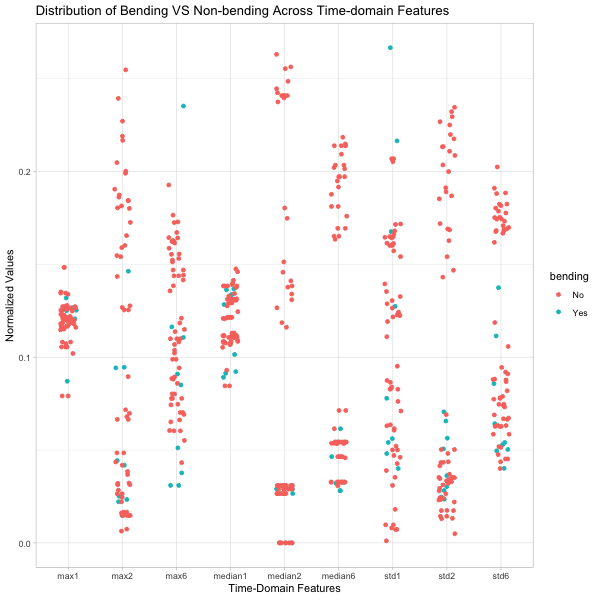 Distribution of Bending VS Non-bending Across Time-domain Features
Normalized Values
0.2
0.1
0.0
max1 max2 max6 median1 median2 median6 std1 std2 std6
Time-Domain Features
bending
No
Yes